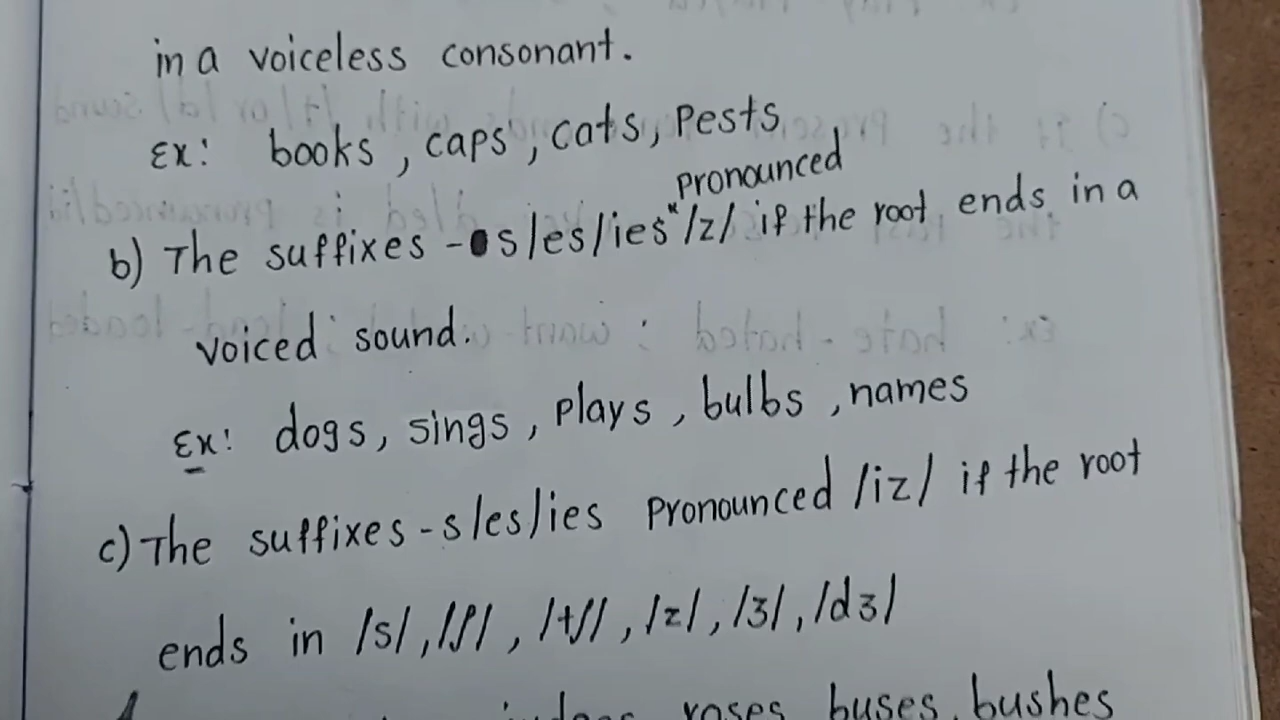 in a voiceless consonant.
Ex: books, caps, cats, Pests
pronounced
b) The suffixes -s/es/ies /z/ if the root ends in a
voiced sound.
Ex: dogs, sings, plays, bulbs, names
c) The suffixes -s/es/ies pronounced /iz/ if the root
ends in /s/, /ʃ/, /tʃ/, /z/, /ʒ/, /dʒ/
roses buses, bushes